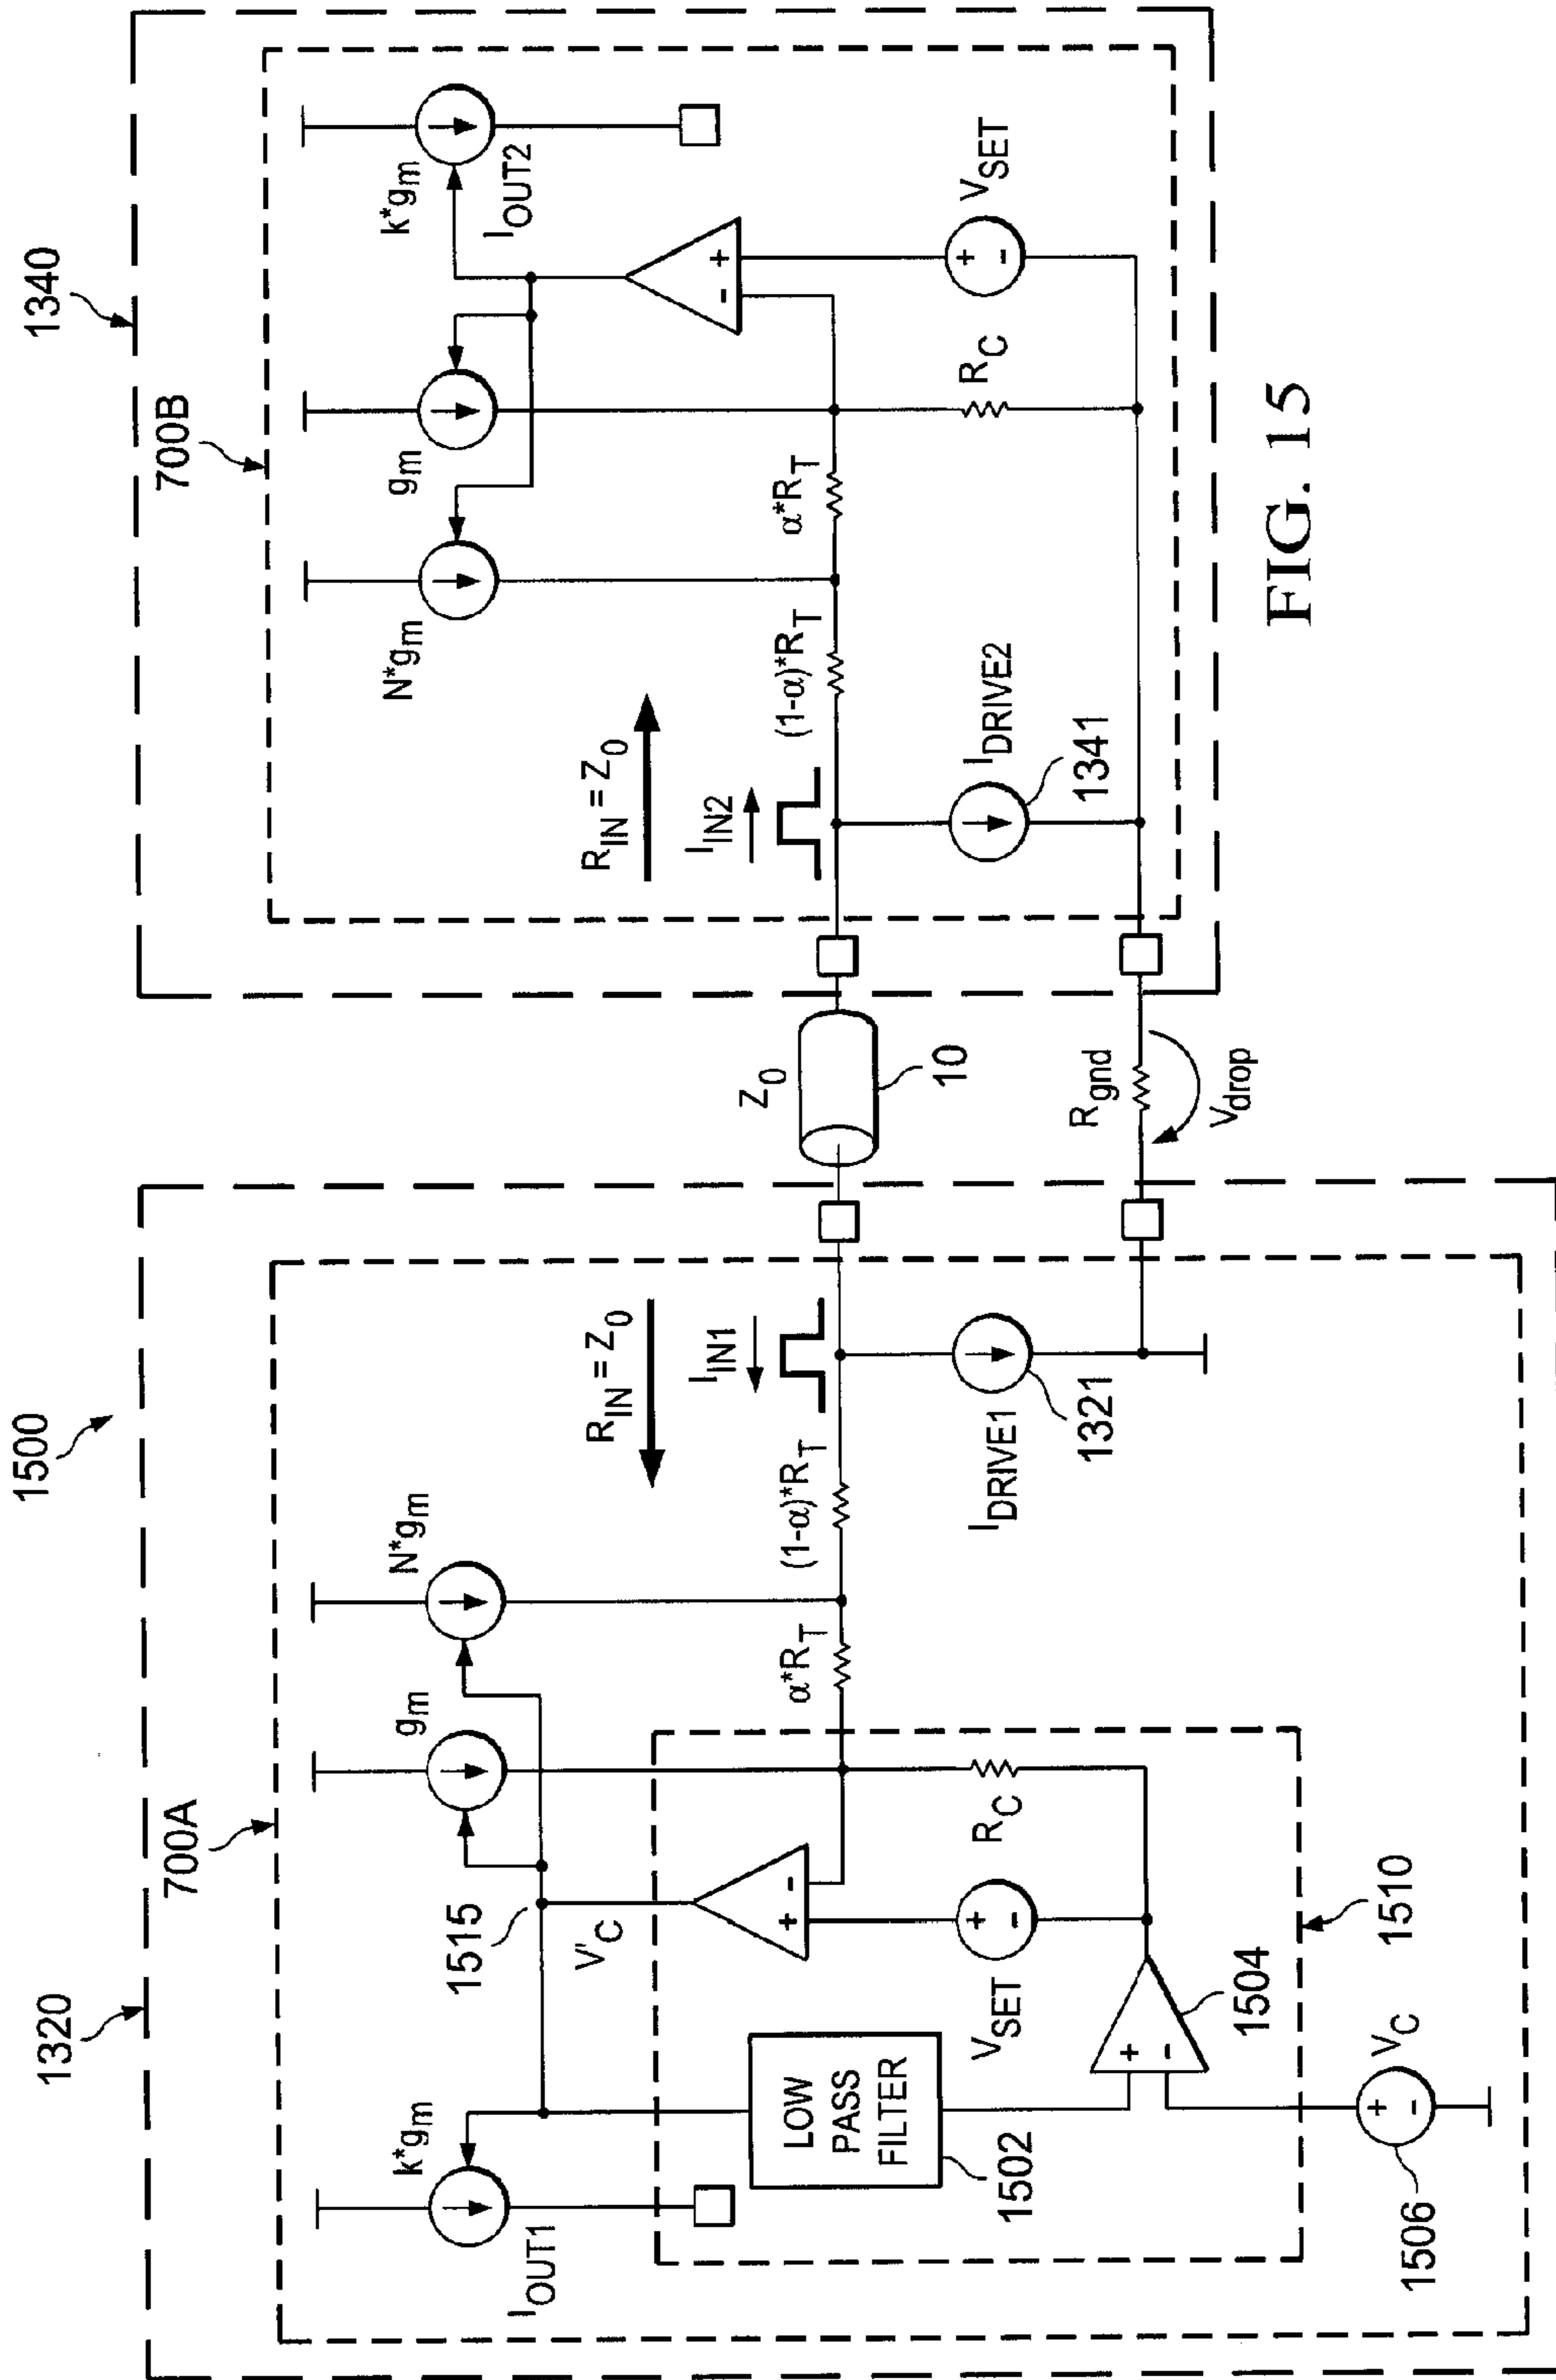 1500
1320
700A
k*gm
IOUT1
gm
N*gm
1515
V'C
RIN = Z0
IIN1
α*RT
(1-α)*RT
LOW
PASS
FILTER
1502
+
-
VSET
+
-
RC
IDRIVE1
1321
+
-
1504
1510
1506
+
-
VC
Z0
10
Rgnd
Vdrop
1340
700B
N*gm
gm
k*gm
IOUT2
RIN = Z0
IIN2
(1-α)*RT
α*RT
-
+
IDRIVE2
1341
RC
+
-
VSET
FIG. 15